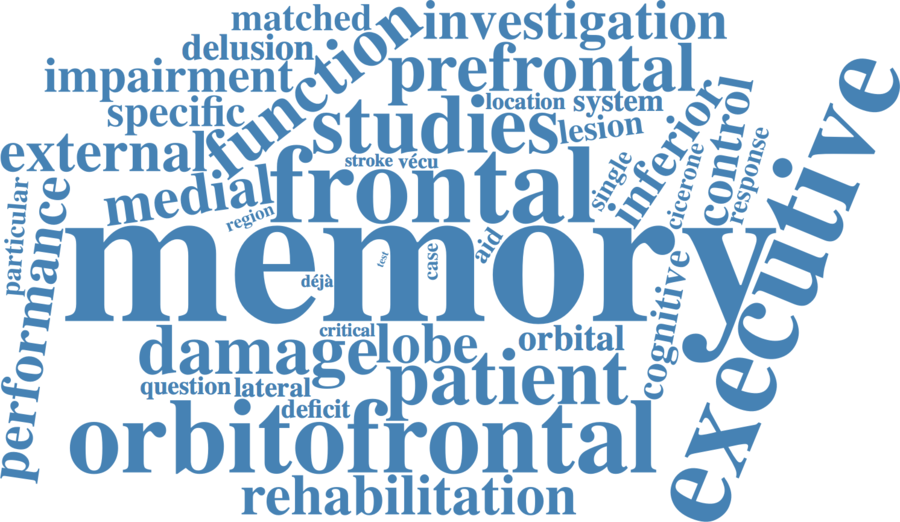 matched
investigation
delusion
function
impairment
prefrontal
executive
specific
studies
location
system
lesion
inferior
control
external
stroke
vécu
single
cicerone
response
medial
frontal
region
particular
performance
memory
déjà
test
case
aid
cognitive
critical
damage
lobe
orbital
question
lateral
patient
deficit
orbitofrontal
rehabilitation